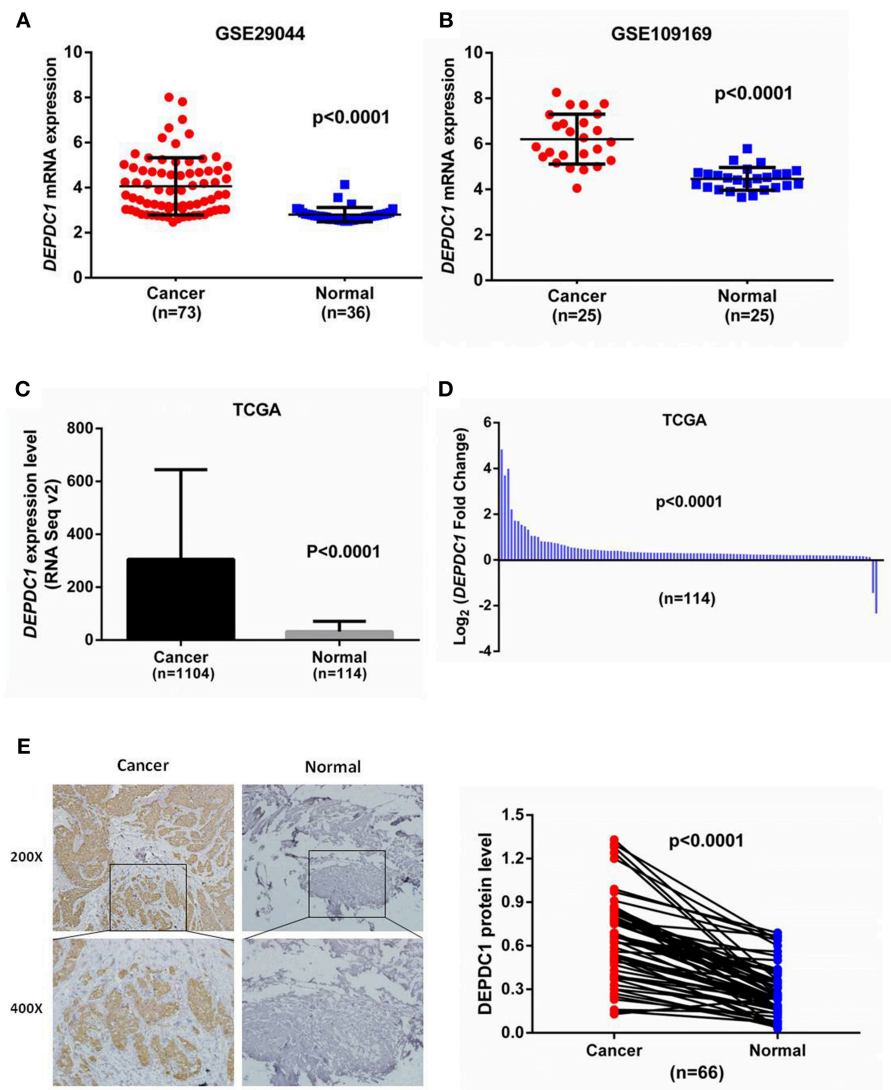 A
GSE29044
10
8
6
4
2
0
DEPDC1 mRNA expression
p<0.0001
Cancer
(n=73)
Normal
(n=36)
B
GSE109169
10
8
6
4
2
0
DEPDC1 mRNA expression
p<0.0001
Cancer
(n=25)
Normal
(n=25)
C
TCGA
800
600
400
200
0
DEPDC1 expression level
(RNA Seq v2)
P<0.0001
Cancer
(n=1104)
Normal
(n=114)
D
TCGA
6
4
2
0
-2
-4
Log2 (DEPDC1 Fold Change)
p<0.0001
(n=114)
E
Cancer
Normal
200X
400X
1.5
1.2
0.9
0.6
0.3
0.0
DEPDC1 protein level
p<0.0001
Cancer
Normal
(n=66)